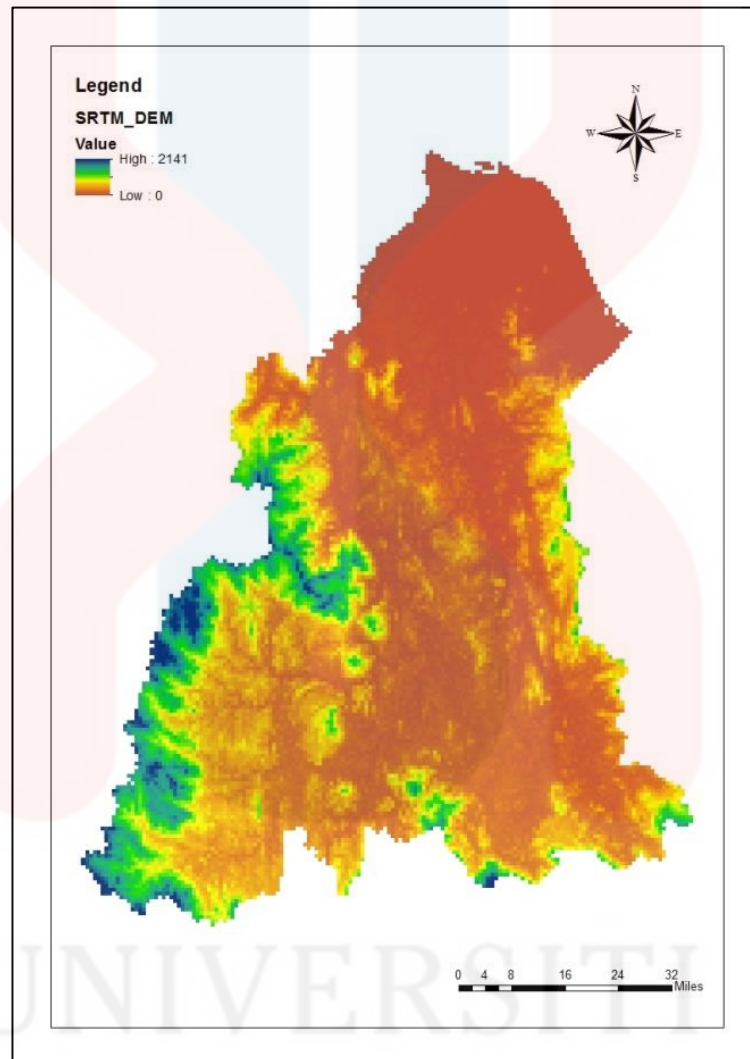 Legend
SRTM_DEM
Value
High : 2141
Low : 0
N
W E
S
0 4 8 16 24 32
Miles
UNIVERSITI